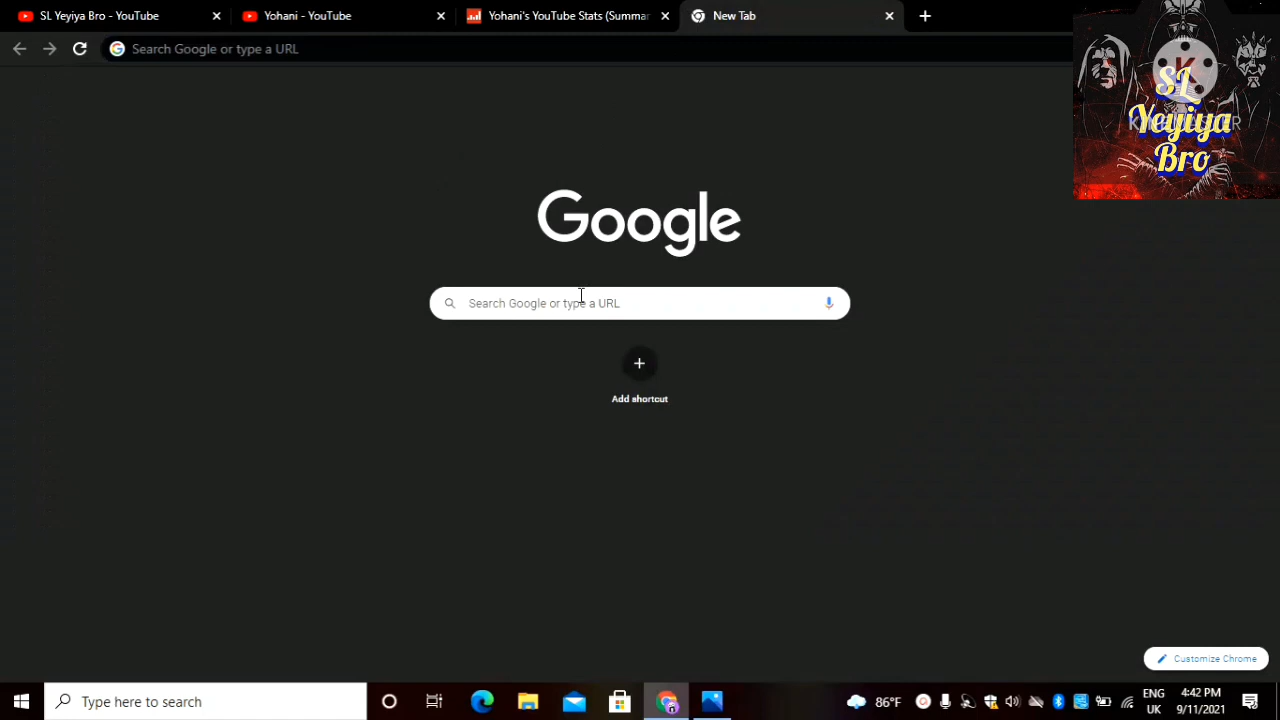 SL Yeyiya Bro - YouTube
Yohani - YouTube
Yohani's YouTube Stats (Summar
New Tab
Search Google or type a URL
SL
Yeyiya
Bro
Google
Search Google or type a URL
Add shortcut
Customize Chrome
Type here to search
86°F
ENG
UK
4:42 PM
9/11/2021